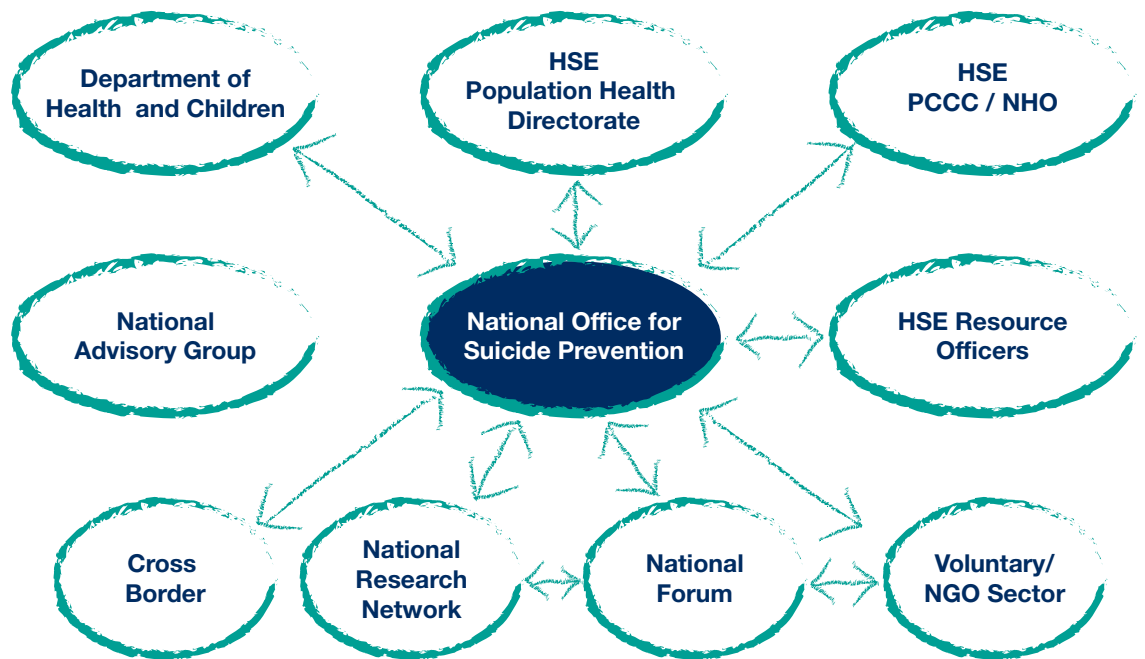 Department of
Health and Children
HSE
Population Health
Directorate
HSE
PCCC / NHO
National
Advisory Group
National Office for
Suicide Prevention
HSE Resource
Officers
Cross
Border
National
Research
Network
National
Forum
Voluntary/
NGO Sector